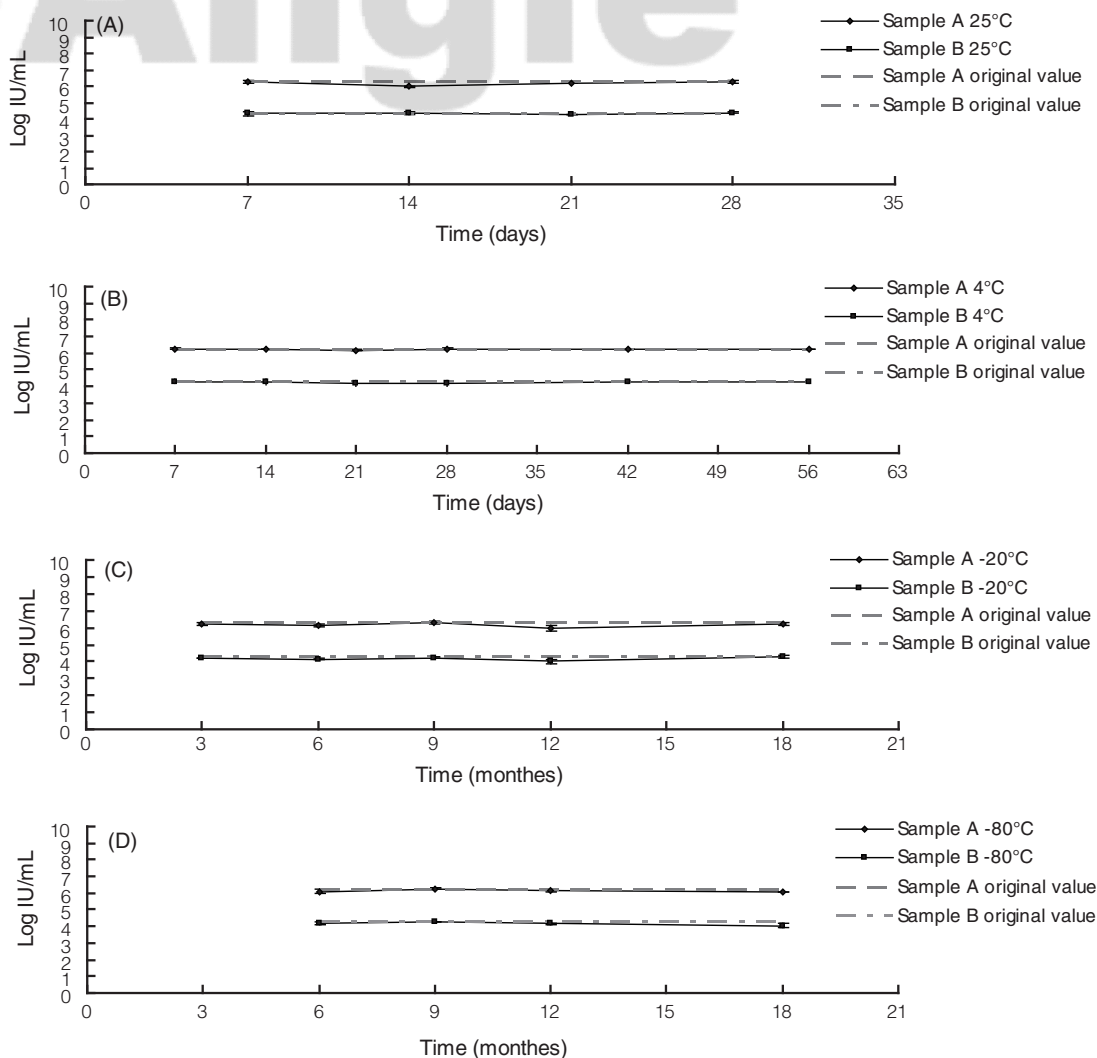 Angle
(A)
Log IU/mL
10
9
8
7
6
5
4
3
2
1
0
0 7 14 21 28 35
Time (days)
Sample A 25°C
Sample B 25°C
Sample A original value
Sample B original value
(B)
Log IU/mL
10
9
8
7
6
5
4
3
2
1
0
0 7 14 21 28 35 42 49 56 63
Time (days)
Sample A 4°C
Sample B 4°C
Sample A original value
Sample B original value
(C)
Log IU/mL
10
9
8
7
6
5
4
3
2
1
0
0 3 6 9 12 15 18 21
Time (monthes)
Sample A -20°C
Sample B -20°C
Sample A original value
Sample B original value
(D)
Log IU/mL
10
9
8
7
6
5
4
3
2
1
0
0 3 6 9 12 15 18 21
Time (monthes)
Sample A -80°C
Sample B -80°C
Sample A original value
Sample B original value